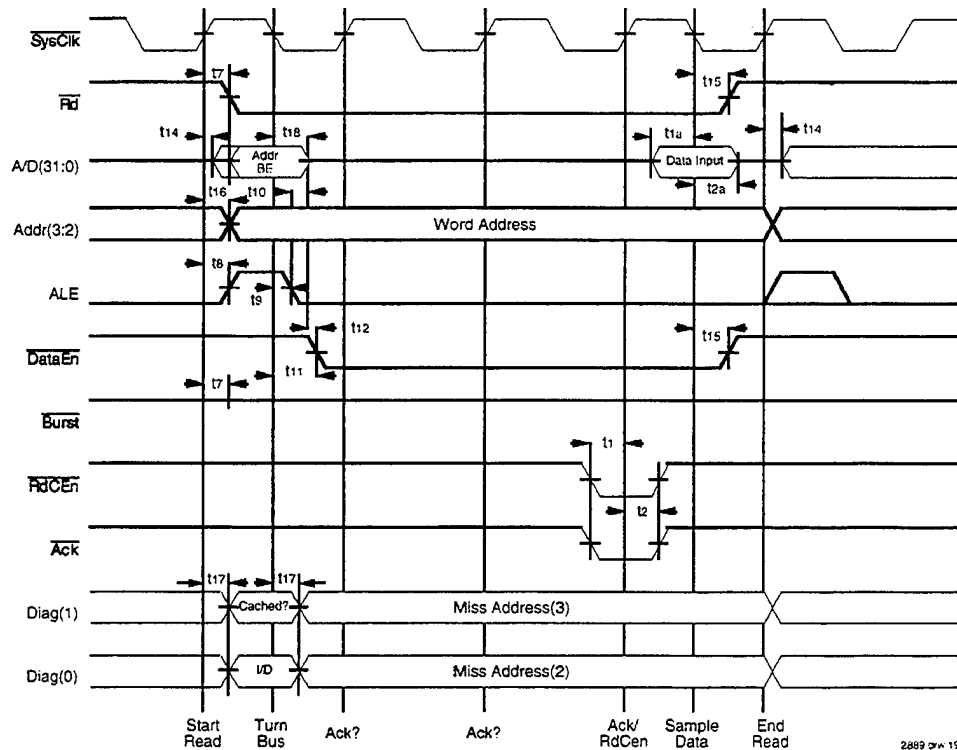 SysClk
t7
t15
Rd
t14
t18
t1a
t14
A/D(31:0)
Addr
BE
Data Input
t2a
t16
t10
Addr(3:2)
Word Address
t8
ALE
t9
t12
t15
DataEn
t11
t7
Burst
t1
RdCEn
t2
Ack
t17
t17
Diag(1)
Cached?
Miss Address(3)
Diag(0)
I/D
Miss Address(2)
Start
Read
Turn
Bus
Ack?
Ack?
Ack/
RdCen
Sample
Data
End
Read
2889 drw 19